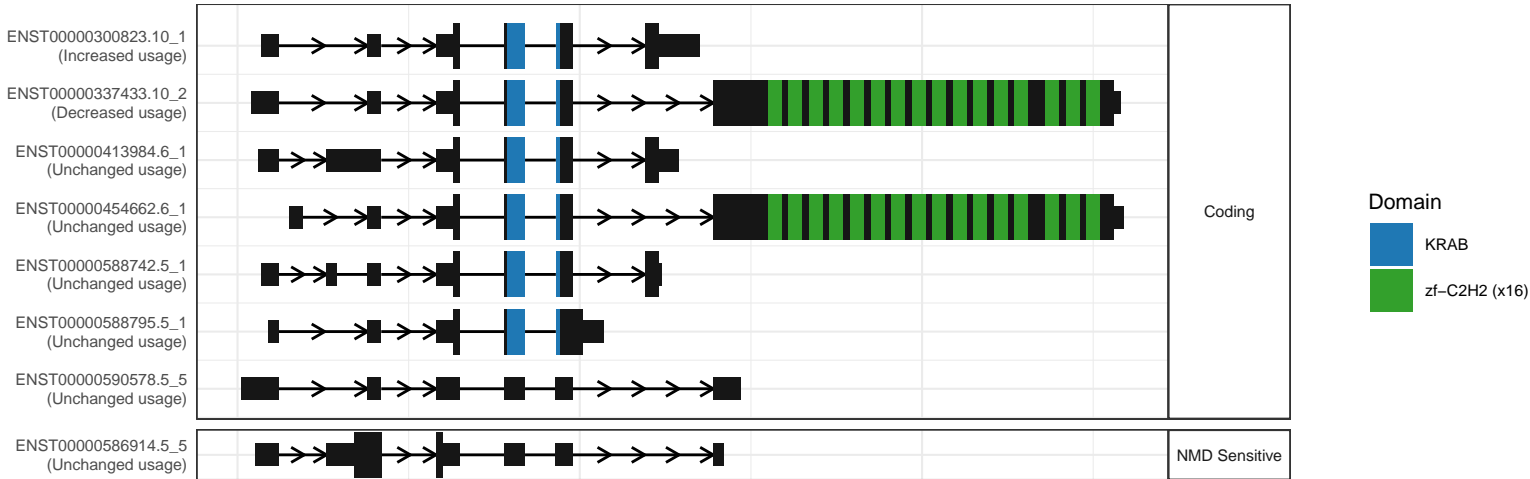 ENST00000300823.10_1
(Increased usage)
ENST00000337433.10_2
(Decreased usage)
ENST00000413984.6_1
(Unchanged usage)
ENST00000454662.6_1
(Unchanged usage)
ENST00000588742.5_1
(Unchanged usage)
ENST00000588795.5_1
(Unchanged usage)
ENST00000590578.5_5
(Unchanged usage)
ENST00000586914.5_5
(Unchanged usage)
Coding
NMD Sensitive
Domain
KRAB
zf−C2H2 (x16)